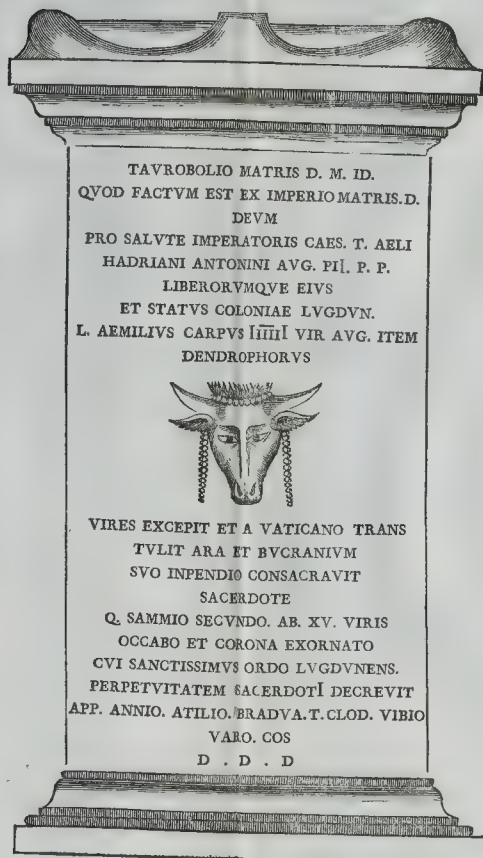 TAVROBOLIO MATRIS D. M. ID.
QVOD FACTVM EST EX IMPERIO MATRIS. D.
DEVM
PRO SALVTE IMPERATORIS CAES. T. AELI
HADRIANI ANTONINI AVG. PII. P. P.
LIBERORVMQVE EIVS
ET STATVS COLONIAE LVGDVN.
L. AEMILIVS CARPVS IIIIII VIR AVG. ITEM
DENDROPHORVS
VIRES EXCEPIT ET A VATICANO TRANS
TVLIT ARA ET BVCRANIVM
SVO INPENDIO CONSACRAVIT
SACERDOTE
Q. SAMMIO SECVNDO. AB. XV. VIRIS
OCCABO ET CORONA EXORNATO
CVI SANCTISSIMVS ORDO LVGDVNENS.
PERPETVITATEM SACERDOTI DECREVIT
APP. ANNIO. ATILIO. BRADVA. T. CLOD. VIBIO
VARO. COS
D . D . D